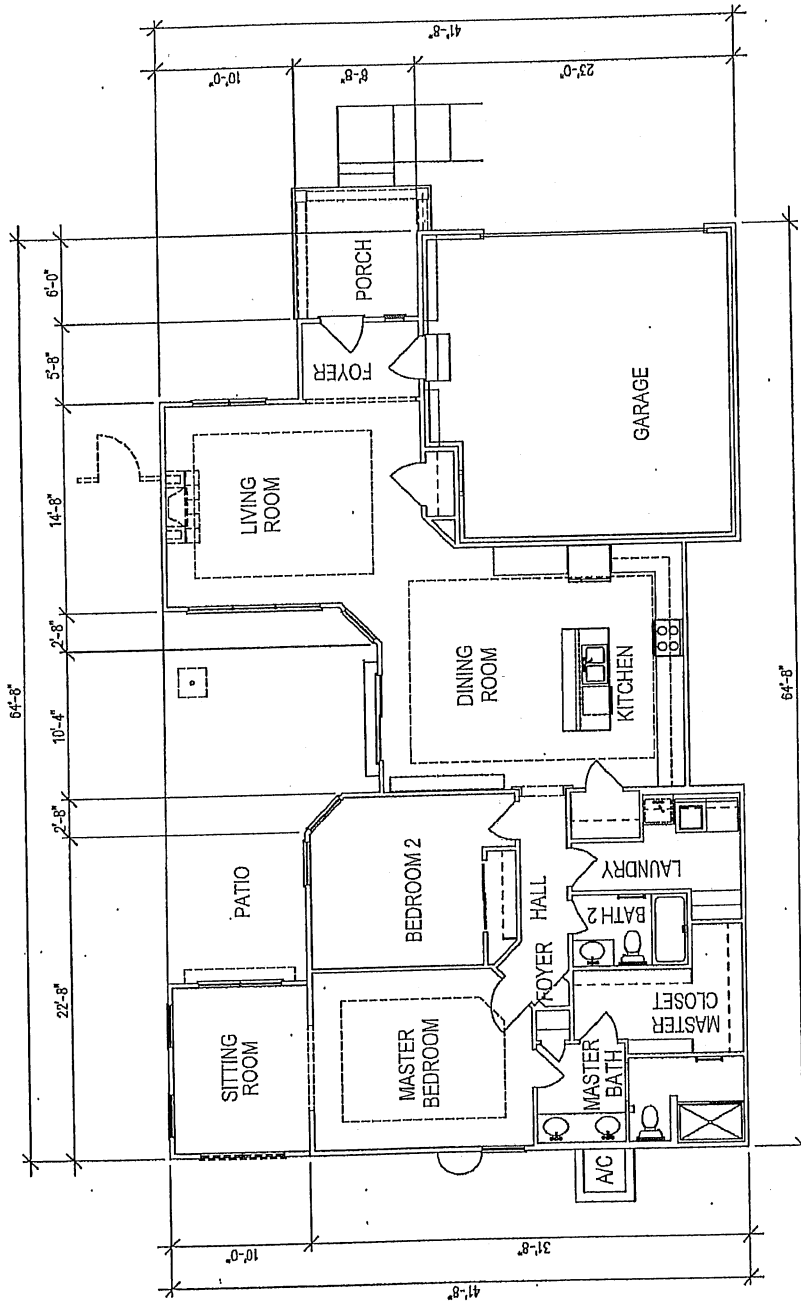 64'-8"
22'-8"
2'-8"
10'-4"
2'-8"
14'-8"
5'-8"
6'-0"
41'-8"
10'-0"
31'-8"
41'-8"
10'-0"
8'-8"
23'-0"
64'-8"
SITTING
ROOM
PATIO
MASTER
BEDROOM
BEDROOM 2
LIVING
ROOM
FOYER
PORCH
DINING
ROOM
KITCHEN
GARAGE
FOYER
HALL
BATH 2
LAUNDRY
MASTER
BATH
MASTER
CLOSET
A/C